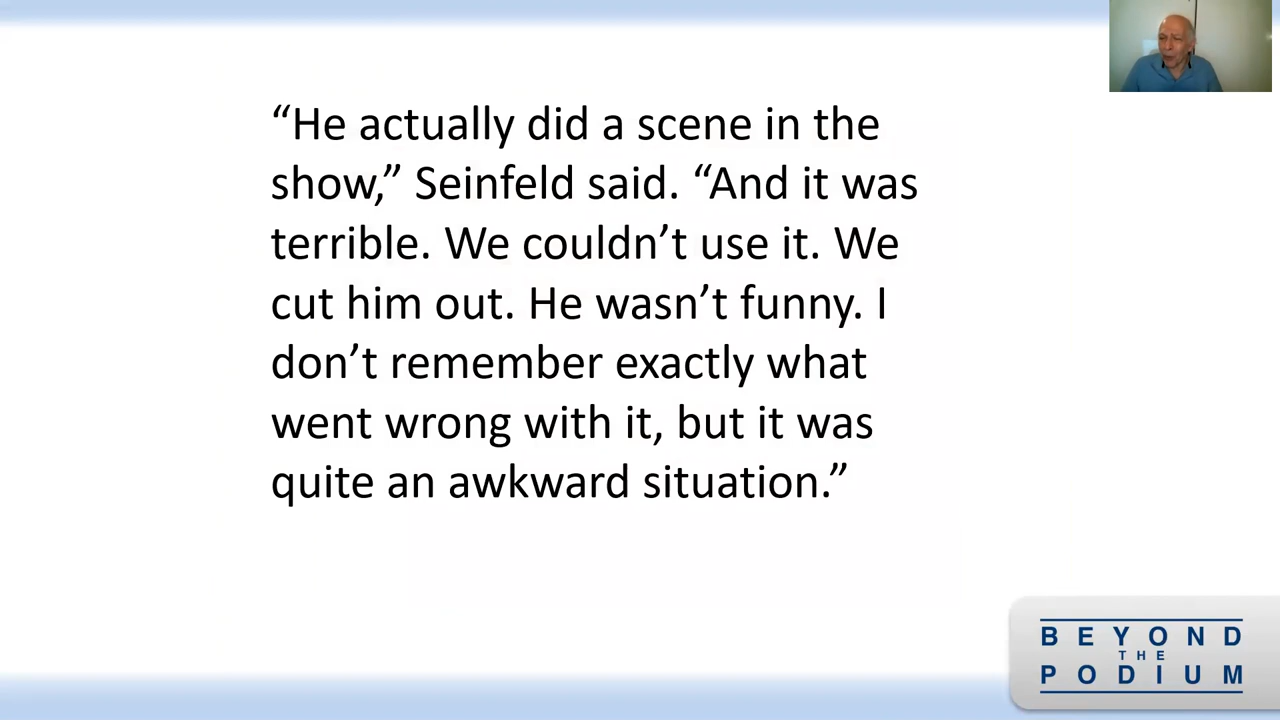 “He actually did a scene in the
show,” Seinfeld said. “And it was
terrible. We couldn’t use it. We
cut him out. He wasn’t funny. I
don’t remember exactly what
went wrong with it, but it was
quite an awkward situation.”
BEYOND
THE
PODIUM